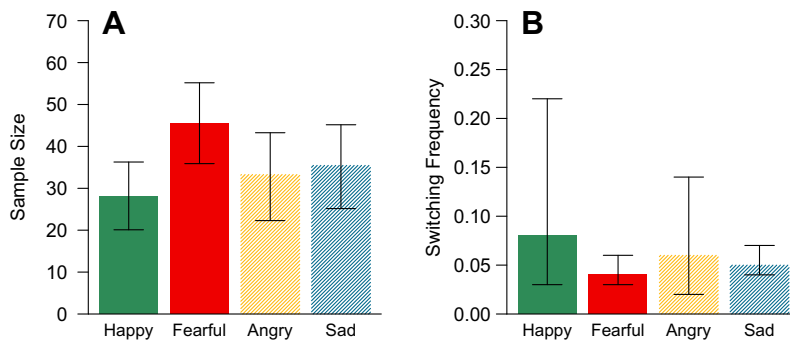 A
Sample Size
70
60
50
40
30
20
10
0
Happy Fearful Angry Sad
B
Switching Frequency
0.30
0.25
0.20
0.15
0.10
0.05
0.00
Happy Fearful Angry Sad